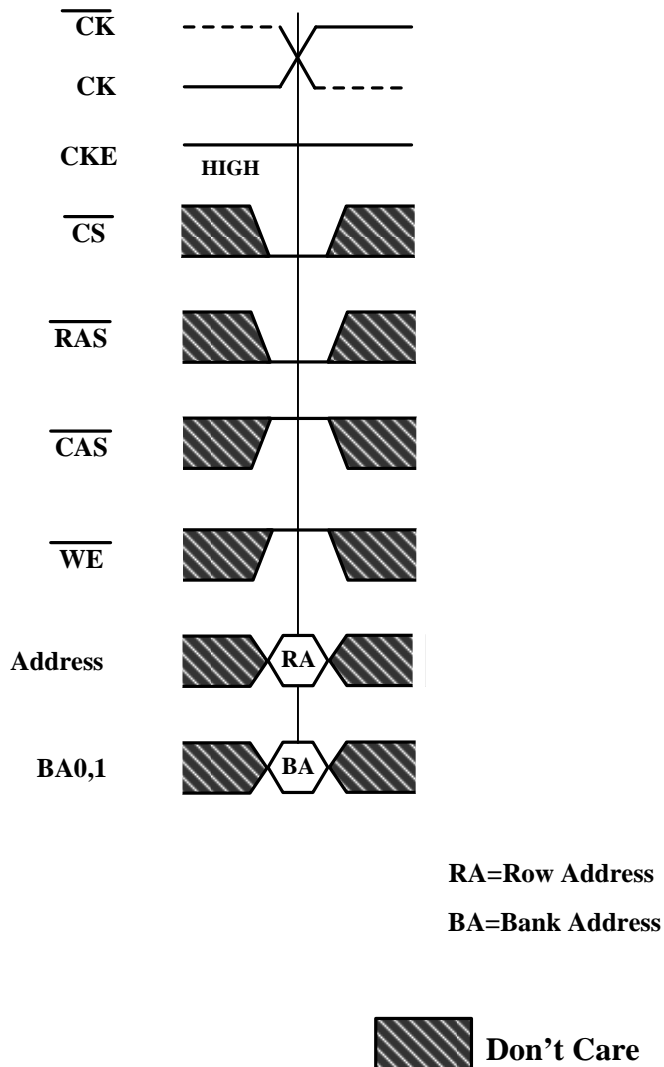 CK
CK
CKE
HIGH
CS
RAS
CAS
WE
Address
RA
BA0,1
BA
RA=Row Address
BA=Bank Address
Don't Care